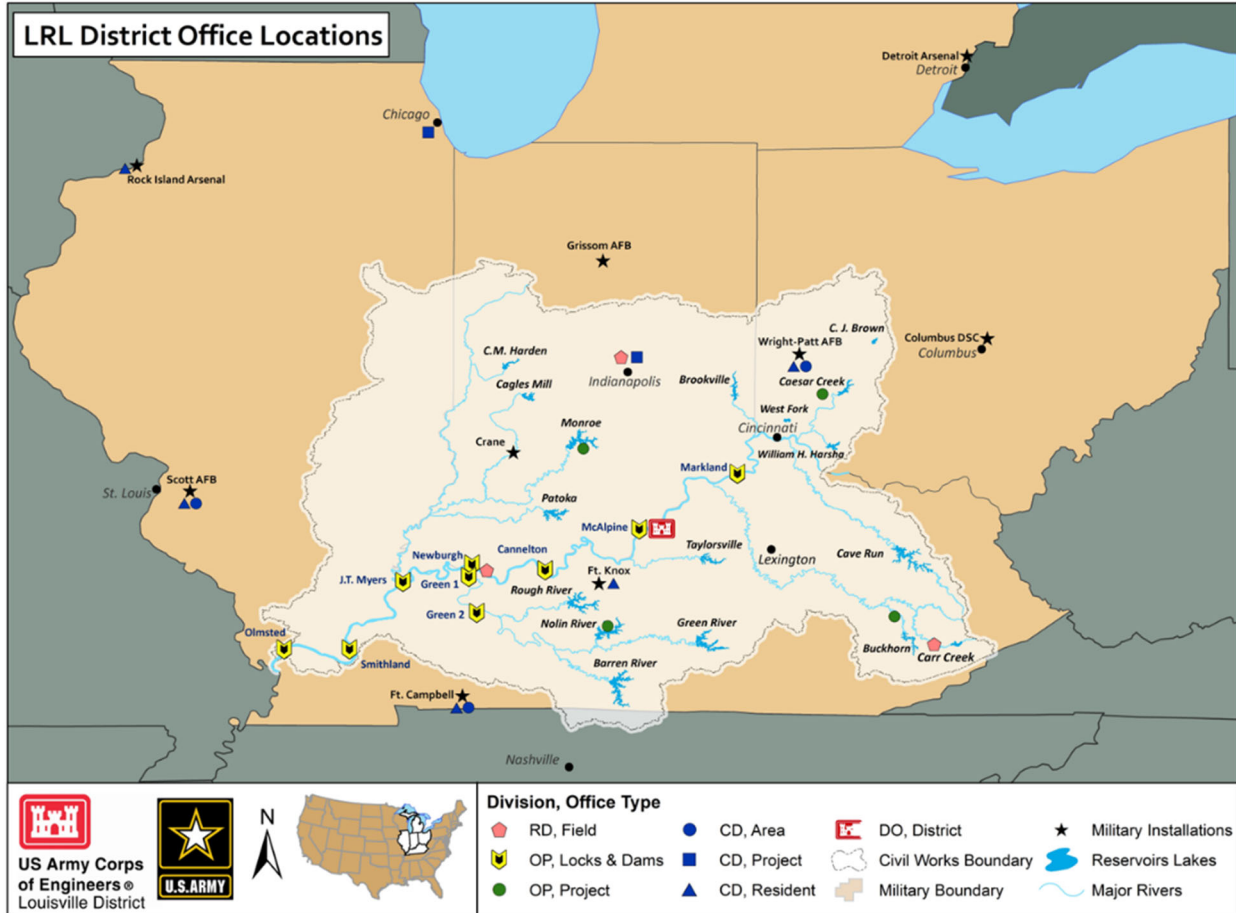 LRL District Office Locations
Detroit Arsenal
Detroit
Chicago
Rock Island Arsenal
Grissom AFB
C. J. Brown
Columbus DSC
Columbus
Wright-Patt AFB
C.M. Harden
Indianapolis
Brookville
Caesar Creek
Cagles Mill
West Fork
Monroe
Cincinnati
Crane
William H. Harsha
Markland
Scott AFB
St. Louis
Patoka
McAlpine
Taylorsville
Lexington
Cave Run
Newburgh
Cannelton
Ft. Knox
J.T. Myers
Green 1
Rough River
Green 2
Nolin River
Green River
Olmsted
Buckhorn
Carr Creek
Smithland
Barren River
Ft. Campbell
Nashville
US Army Corps
of Engineers®
Louisville District
U.S.ARMY
N
Division, Office Type
RD, Field
OP, Locks & Dams
OP, Project
CD, Area
CD, Project
CD, Resident
DO, District
Civil Works Boundary
Military Boundary
Military Installations
Reservoirs Lakes
Major Rivers